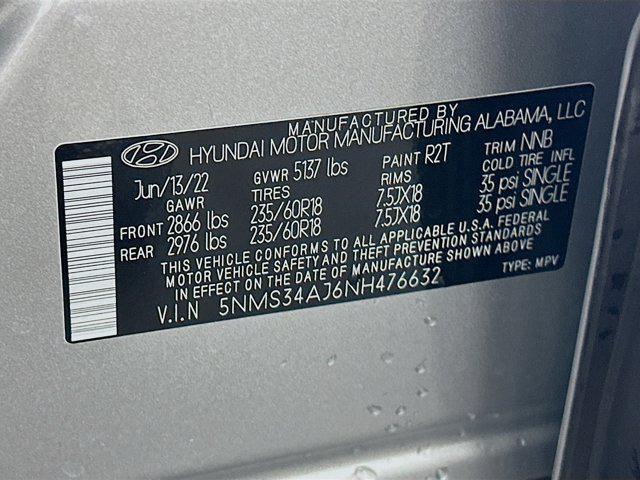 MANUFACTURED BY
HYUNDAI MOTOR MANUFACTURING ALABAMA, LLC
Jun/13/22 GVWR 5137 lbs PAINT R2T TRIM NNB
GAWR TIRES RIMS COLD TIRE INFL
FRONT 2866 lbs 235/60R18 7.5JX18 35 psi SINGLE
REAR 2976 lbs 235/60R18 7.5JX18 35 psi SINGLE
THIS VEHICLE CONFORMS TO ALL APPLICABLE U.S.A. FEDERAL
MOTOR VEHICLE SAFETY AND THEFT PREVENTION STANDARDS
IN EFFECT ON THE DATE OF MANUFACTURE SHOWN ABOVE
V.I.N 5NMS34AJ6NH476632 TYPE: MPV